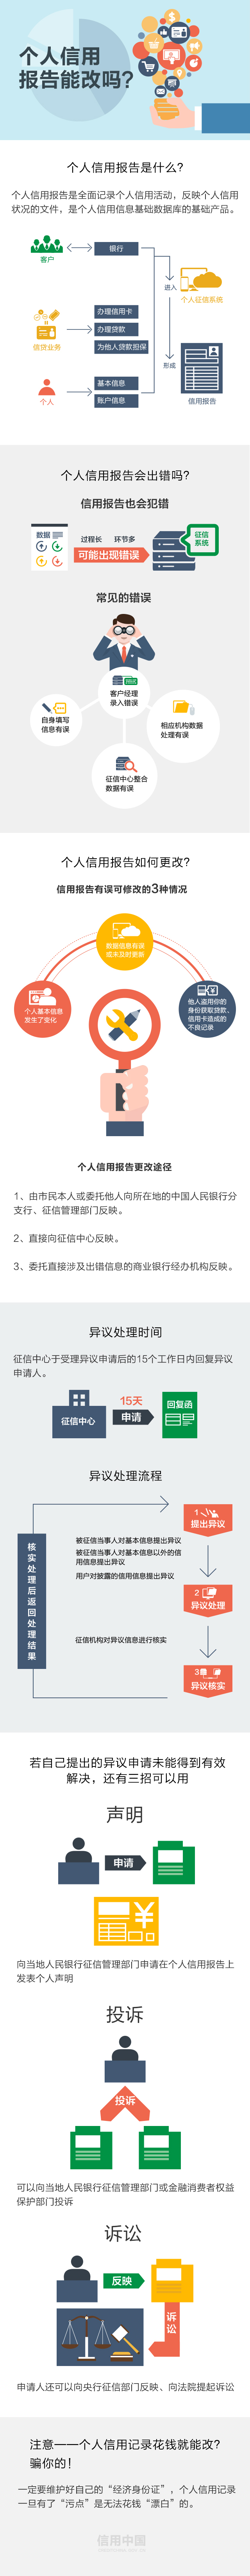 个人信用
报告能改吗?
个人信用报告是什么?
个人信用报告是全面记录个人信用活动，反映个人信用
状况的文件，是个人信用信息基础数据库的基础产品。
客户
银行
进入
个人征信系统
信贷业务
办理信用卡
办理贷款
为他人贷款担保
形成
个人
基本信息
账户信息
信用报告
个人信用报告会出错吗?
信用报告也会犯错
数据
过程长 环节多
可能出现错误
征信
系统
常见的错误
自身填写
信息有误
客户经理
录入错误
相应机构数据
处理有误
征信中心整合
数据有误
个人信用报告如何更改?
信用报告有误可修改的3种情况
数据信息有误
或未及时更新
个人基本信息
发生了变化
他人盗用你的
身份获取贷款、
信用卡造成的
不良记录
个人信用报告更改途径
1、由市民本人或委托他人向所在地的中国人民银行分
支行、征信管理部门反映。
2、直接向征信中心反映。
3、委托直接涉及出错信息的商业银行经办机构反映。
异议处理时间
征信中心于受理异议申请后的15个工作日内回复异议
申请人。
征信中心
15天
申请
回复函
异议处理流程
核实处理后返回处理结果
1
提出异议
被征信当事人对基本信息提出异议
被征信当事人对基本信息以外的信
用信息提出异议
用户对披露的信用信息提出异议
2
异议处理
征信机构对异议信息进行核实
3
异议核实
若自己提出的异议申请未能得到有效
解决，还有三招可以用
声明
申请
¥
向当地人民银行征信管理部门申请在个人信用报告上
发表个人声明
投诉
投诉
可以向当地人民银行征信管理部门或金融消费者权益
保护部门投诉
诉讼
反映
诉讼
申请人还可以向央行征信部门反映、向法院提起诉讼
注意——个人信用记录花钱就能改?
骗你的!
一定要维护好自己的“经济身份证”，个人信用记录
一旦有了“污点”是无法花钱“漂白”的。
信用中国